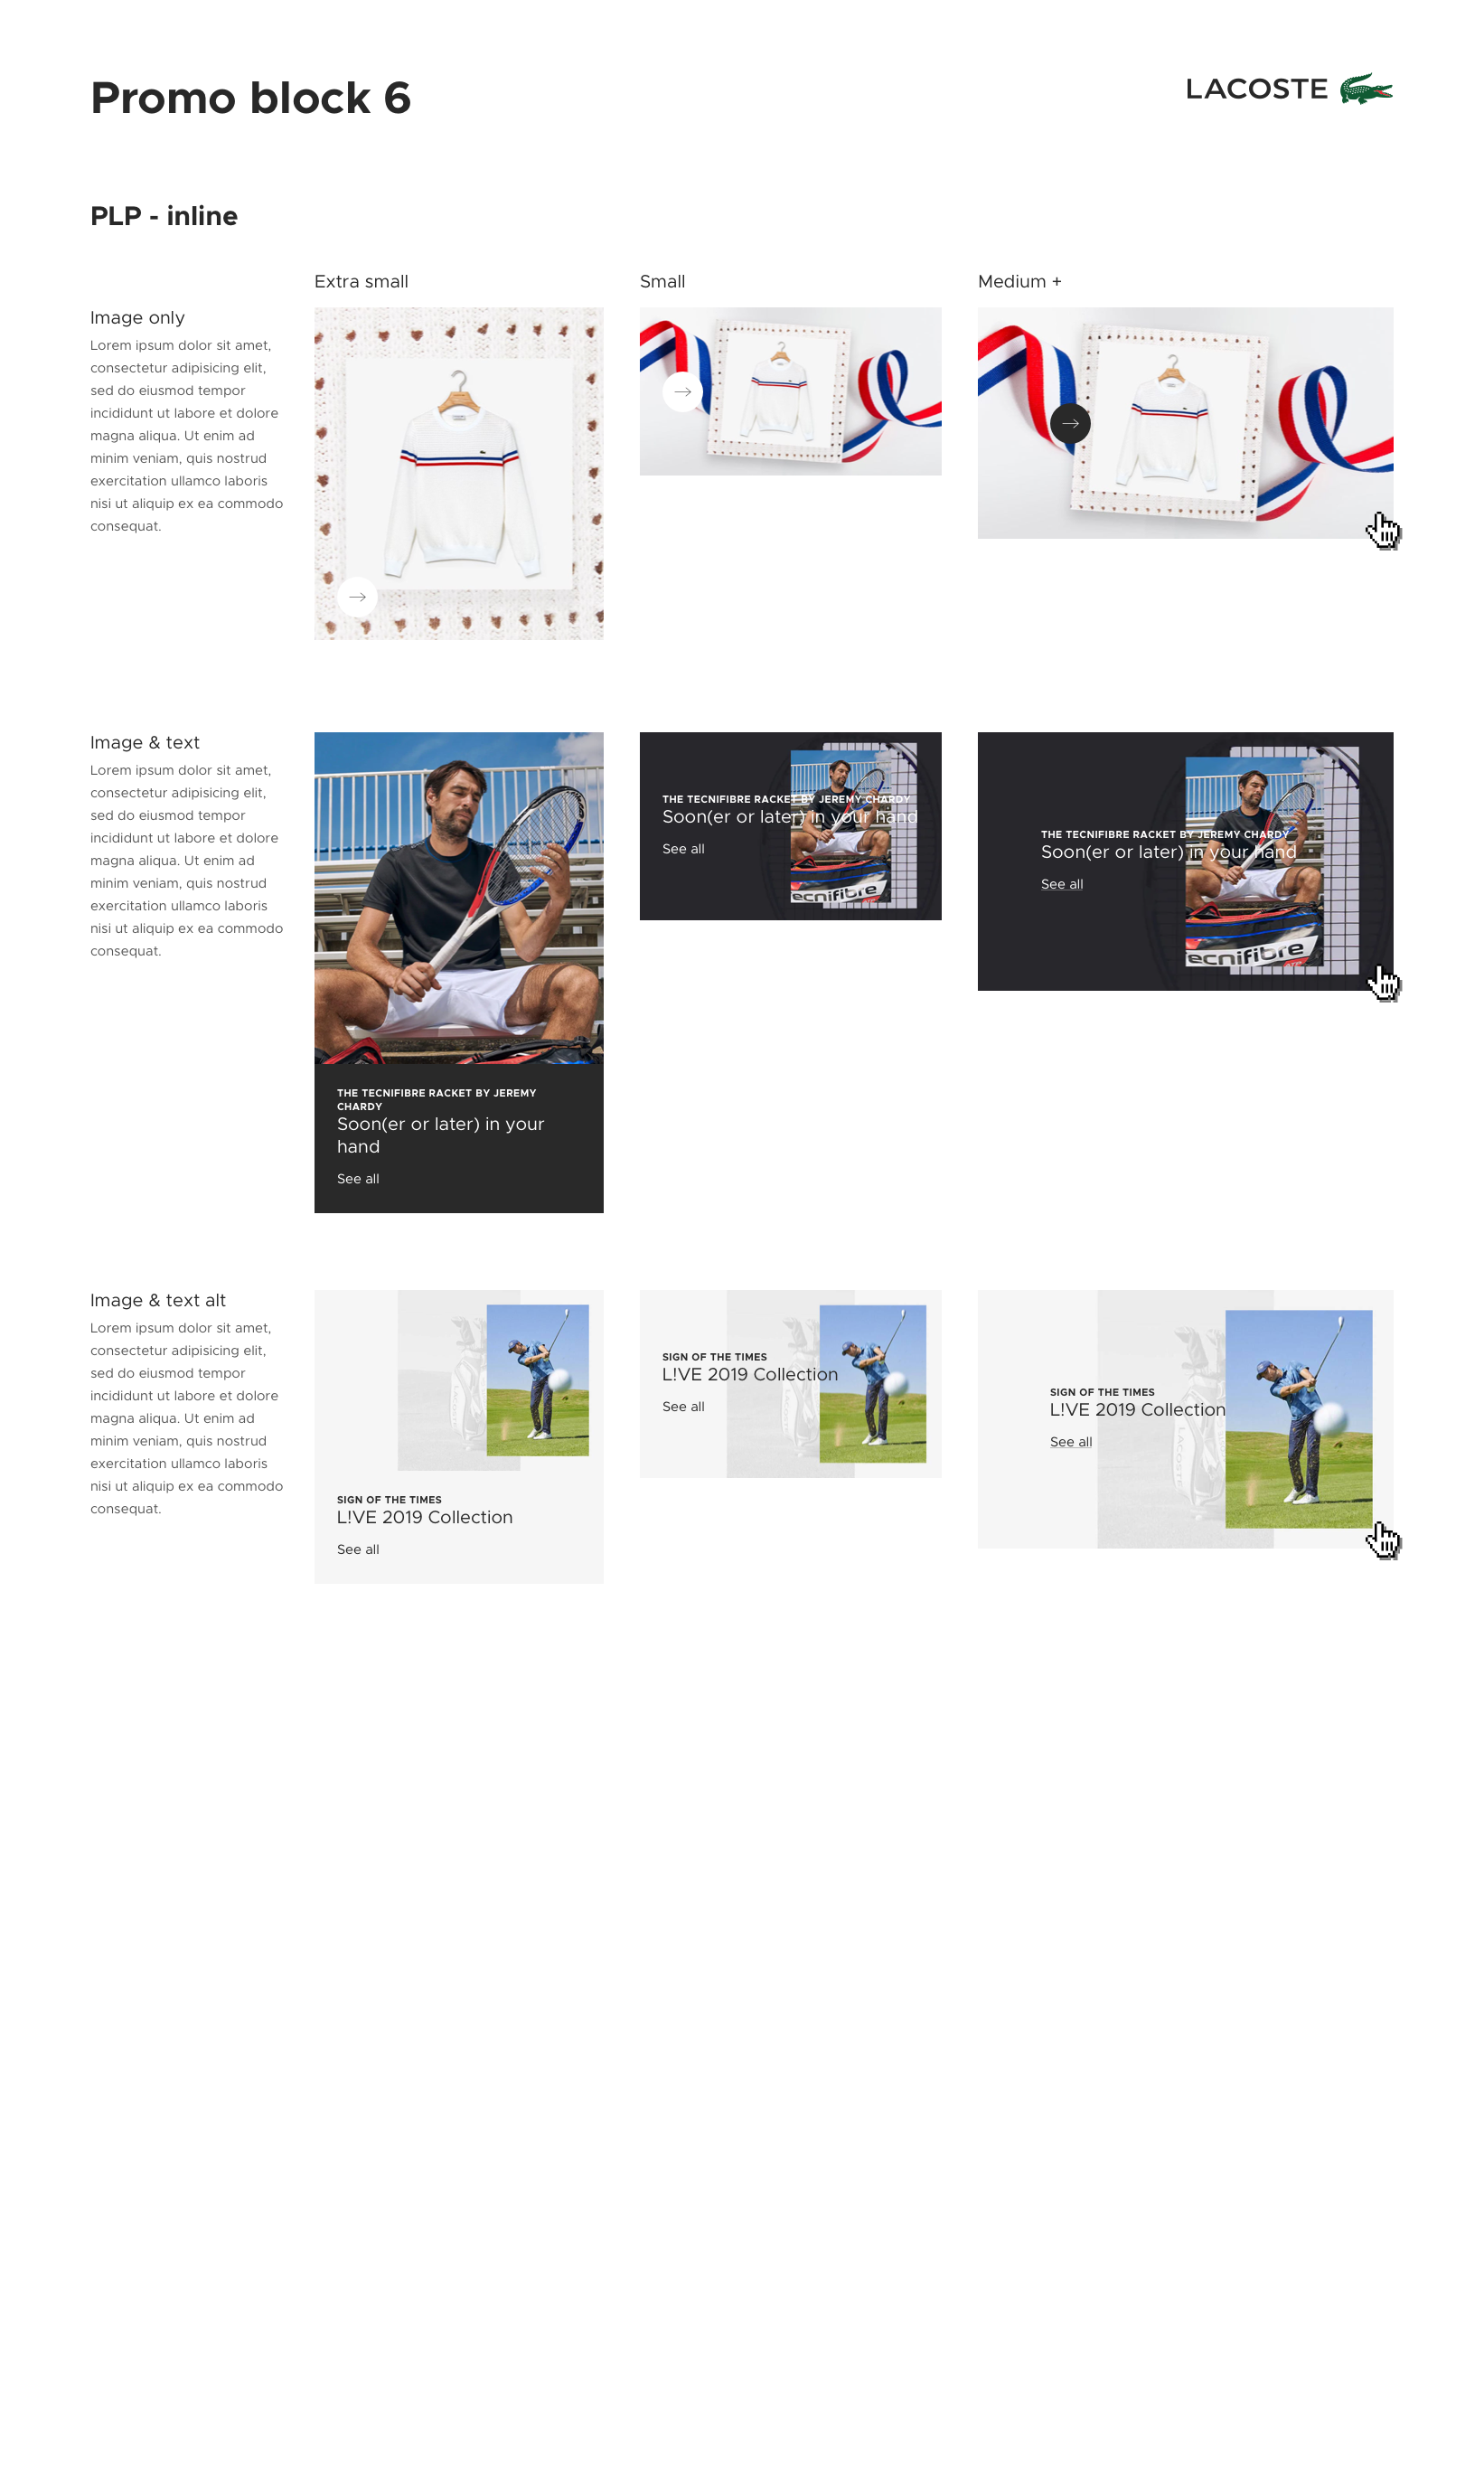 Promo block 6
LACOSTE
PLP - inline
Extra small
Small
Medium +
Image only
Lorem ipsum dolor sit amet,
consectetur adipisicing elit,
sed do eiusmod tempor
incididunt ut labore et dolore
magna aliqua. Ut enim ad
minim veniam, quis nostrud
exercitation ullamco laboris
nisi ut aliquip ex ea commodo
consequat.
Image & text
Lorem ipsum dolor sit amet,
consectetur adipisicing elit,
sed do eiusmod tempor
incididunt ut labore et dolore
magna aliqua. Ut enim ad
minim veniam, quis nostrud
exercitation ullamco laboris
nisi ut aliquip ex ea commodo
consequat.
THE TECNIFIBRE RACKET BY JEREMY
CHARDY
Soon(er or later) in your
hand
See all
THE TECNIFIBRE RACKET BY JEREMY CHARDY
Soon(er or later) in your hand
See all
ecnifibre
THE TECNIFIBRE RACKET BY JEREMY CHARDY
Soon(er or later) in your hand
See all
ecnifibre
Image & text alt
Lorem ipsum dolor sit amet,
consectetur adipisicing elit,
sed do eiusmod tempor
incididunt ut labore et dolore
magna aliqua. Ut enim ad
minim veniam, quis nostrud
exercitation ullamco laboris
nisi ut aliquip ex ea commodo
consequat.
SIGN OF THE TIMES
L!VE 2019 Collection
See all
SIGN OF THE TIMES
L!VE 2019 Collection
See all
SIGN OF THE TIMES
L!VE 2019 Collection
See all
LACOSTE